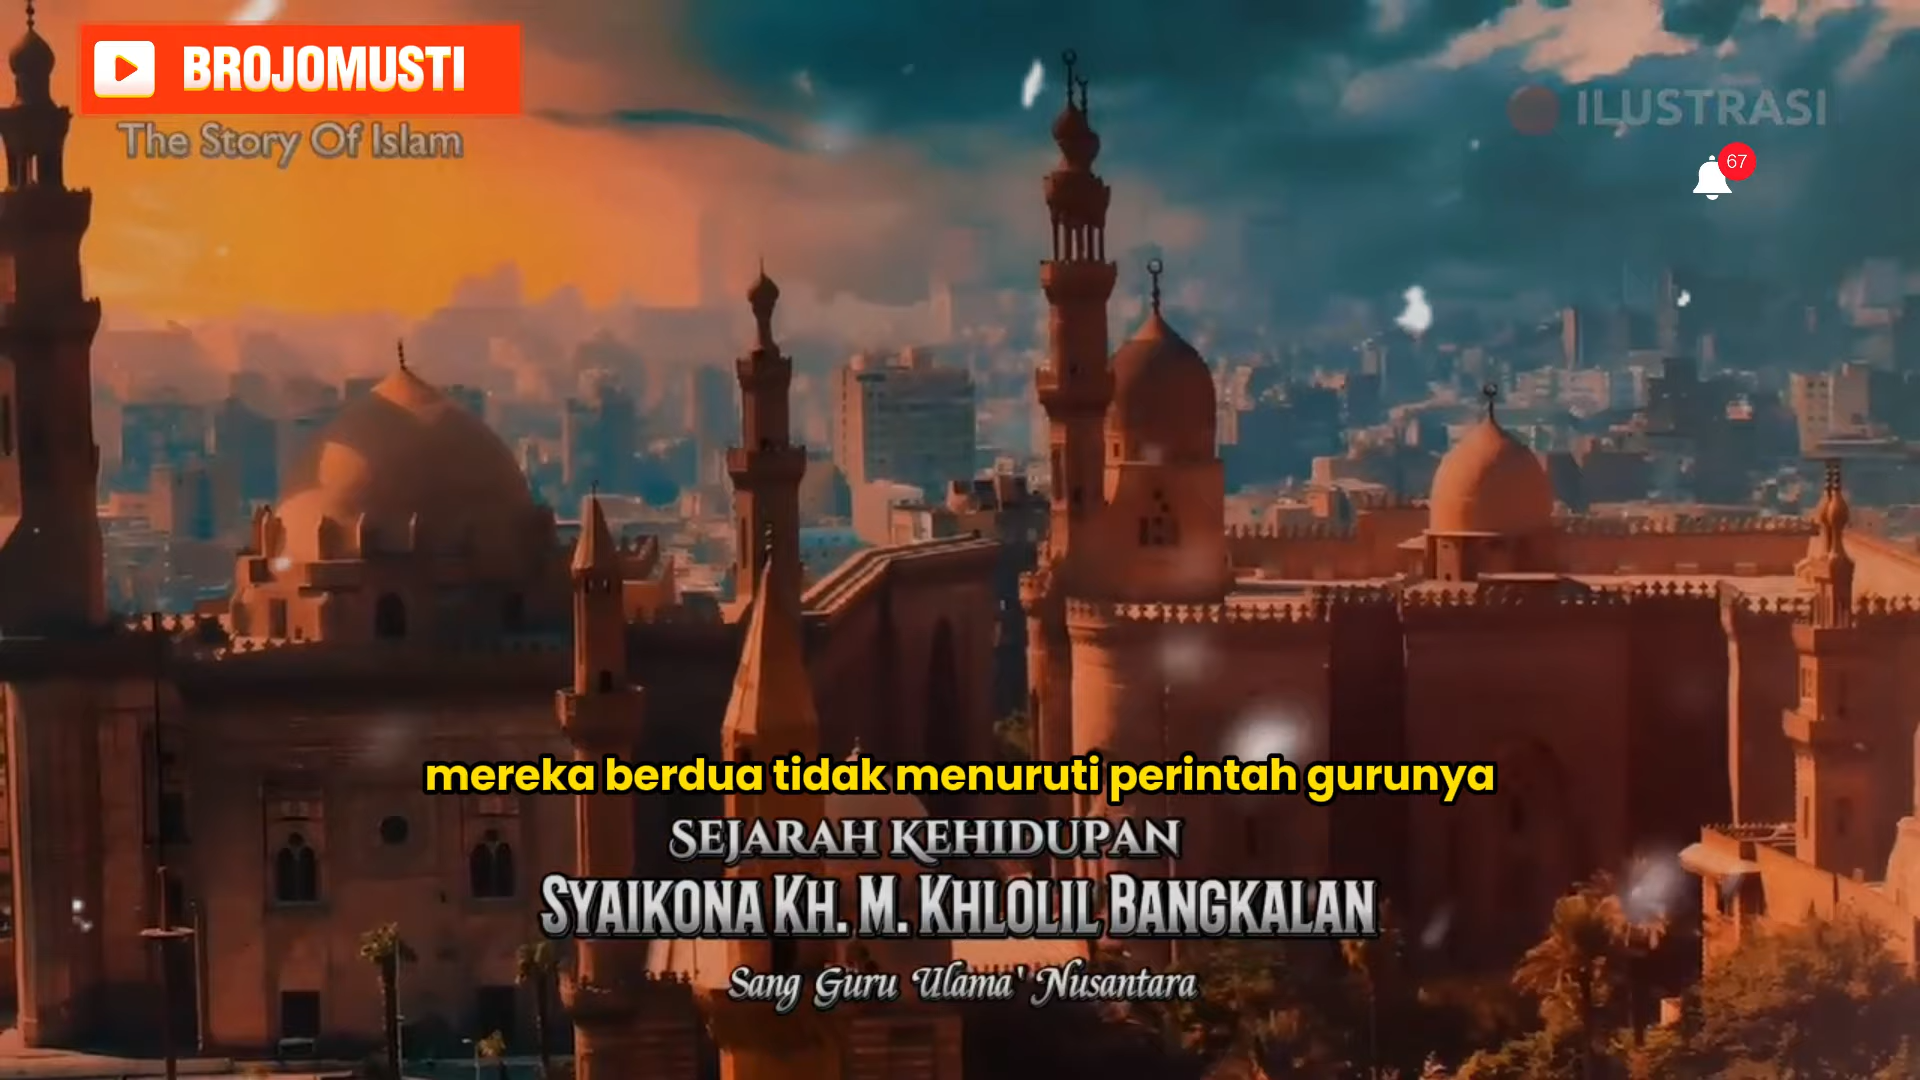 BROJOMUSTI
The Story Of Islam
ILUSTRASI
67
mereka berdua tidak menuruti perintah gurunya
SEJARAH KEHIDUPAN
SYAIKONA KH. M. KHLOLIL BANGKALAN
Sang Guru Ulama' Nusantara